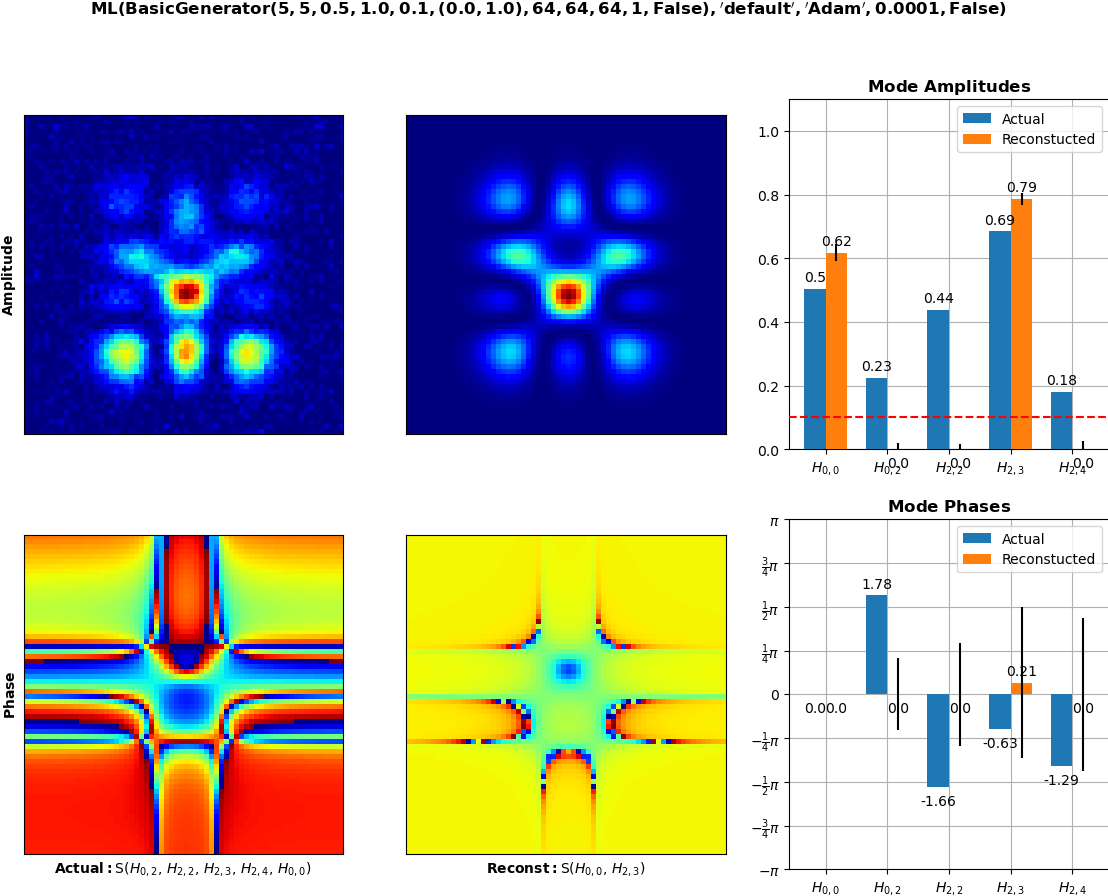 ML(BasicGenerator(5, 5, 0.5, 1.0, 0.1, (0.0, 1.0), 64, 64, 64, 1, False), ′default′, ′Adam′, 0.0001, False)
Amplitude
Mode Amplitudes
Actual
Reconstucted
1.0
0.8
0.6
0.4
0.2
0.0
0.5
0.62
0.23
0.0
0.44
0.0
0.69
0.79
0.18
0.0
H0,0
H0,2
H2,2
H2,3
H2,4
Phase
Actual: S(H0,2, H2,2, H2,3, H2,4, H0,0)
Reconst: S(H0,0, H2,3)
Mode Phases
Actual
Reconstucted
π
3/4π
1/2π
1/4π
0
−1/4π
−1/2π
−3/4π
−π
0.0
0.0
1.78
0.0
-1.66
0.0
-0.63
0.21
-1.29
0.0
H0,0
H0,2
H2,2
H2,3
H2,4